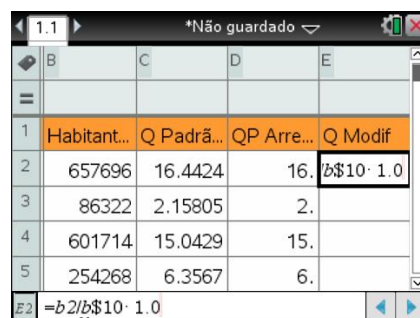 1.1 *Não guardado
B C D E
=
1 Habitant... Q Padrã... QP Arre... Q Modif
2 657696 16.4424 16. /b$10· 1.0
3 86322 2.15805 2.
4 601714 15.0429 15.
5 254268 6.3567 6.
E2 =b2/b$10· 1.0